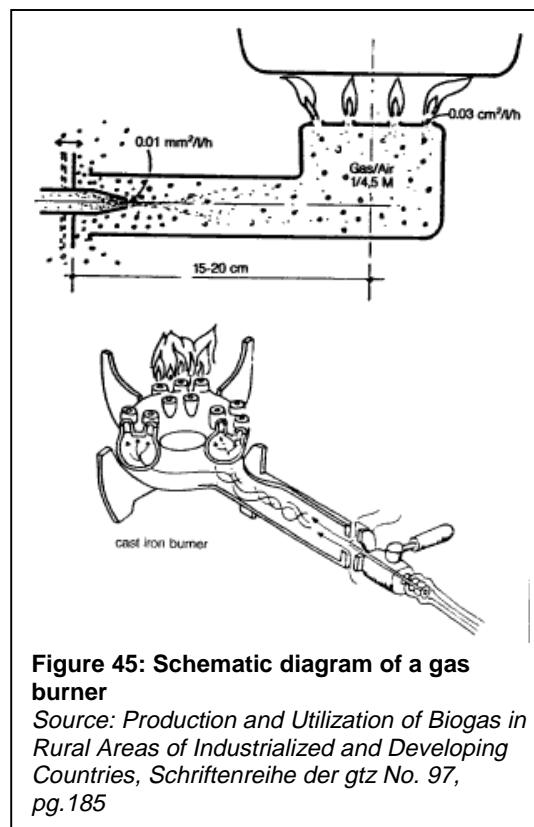 0.01 mm²/l/h
0.03 cm²/l/h
Gas/Air
1/4,5 M
15-20 cm
cast iron burner
Figure 45: Schematic diagram of a gas
burner
Source: Production and Utilization of Biogas in
Rural Areas of Industrialized and Developing
Countries, Schriftenreihe der gtz No. 97,
pg.185